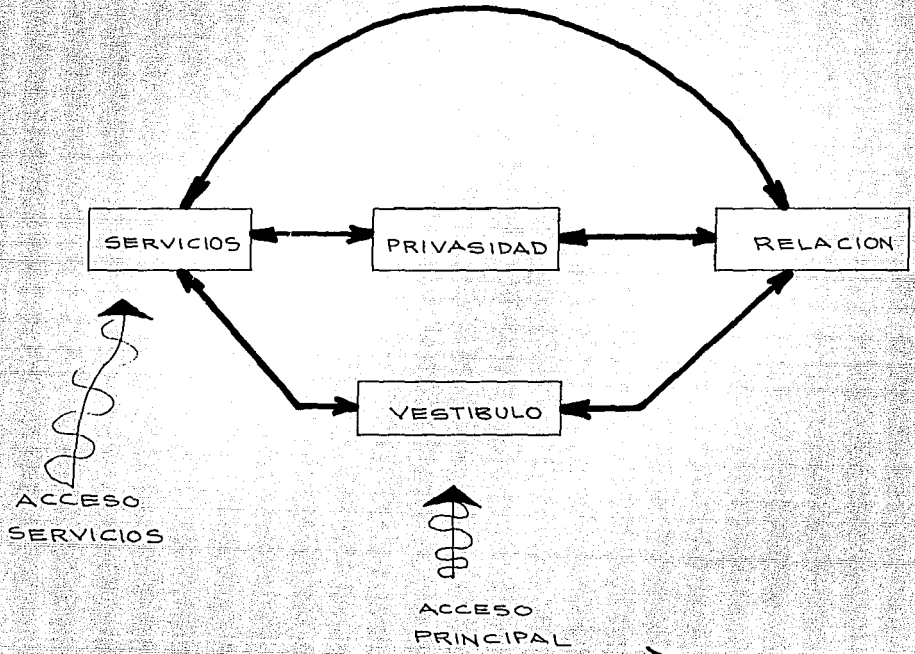 SERVICIOS
PRIVASIDAD
RELACION
VESTIBULO
ACCESO
SERVICIOS
ACCESO
PRINCIPAL